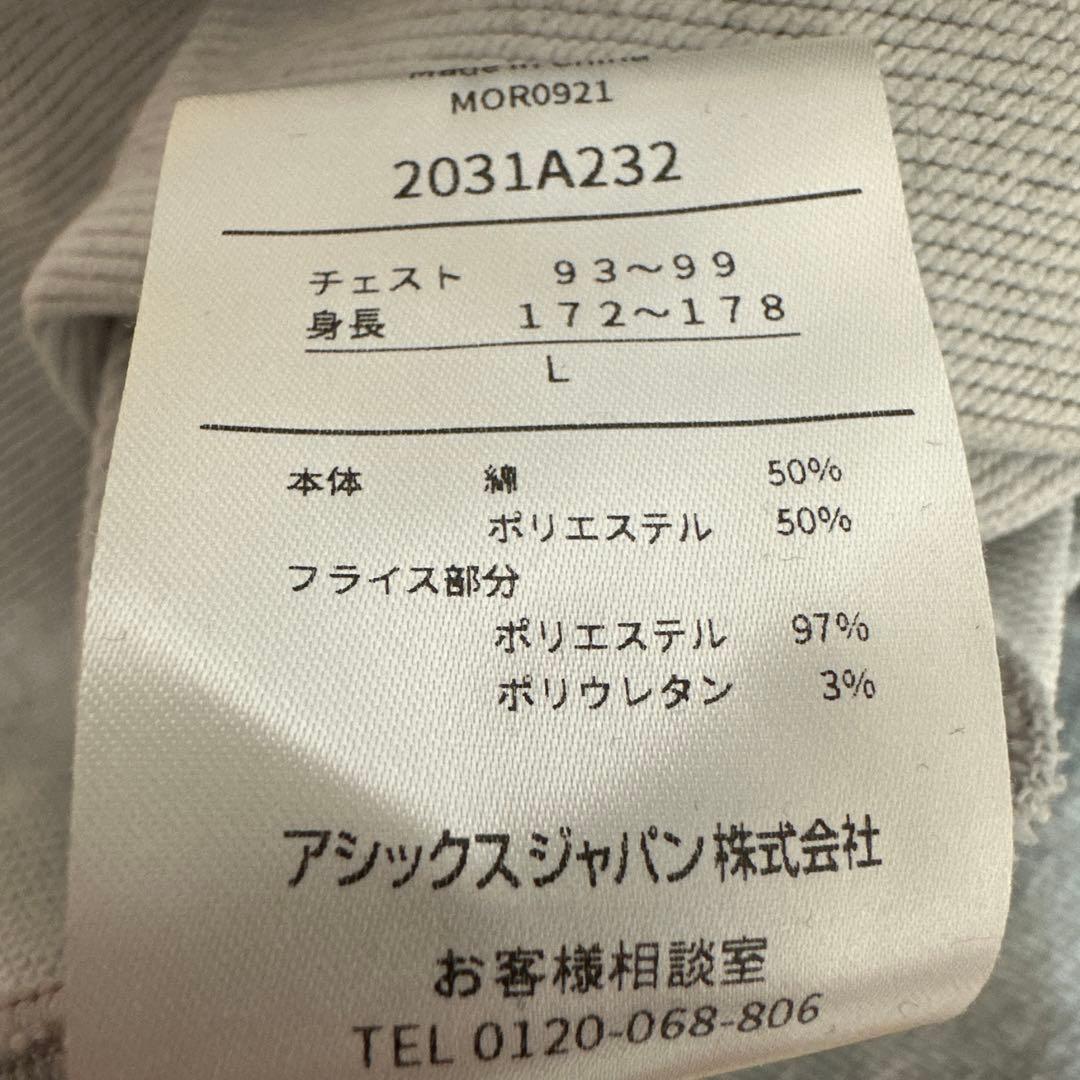 Made in China
MOR0921
2031A232
チェスト 93～99
身長 172～178
L
本体 綿 50%
ポリエステル 50%
フライス部分
ポリエステル 97%
ポリウレタン 3%
アシックスジャパン株式会社
お客様相談室
TEL 0120-068-806